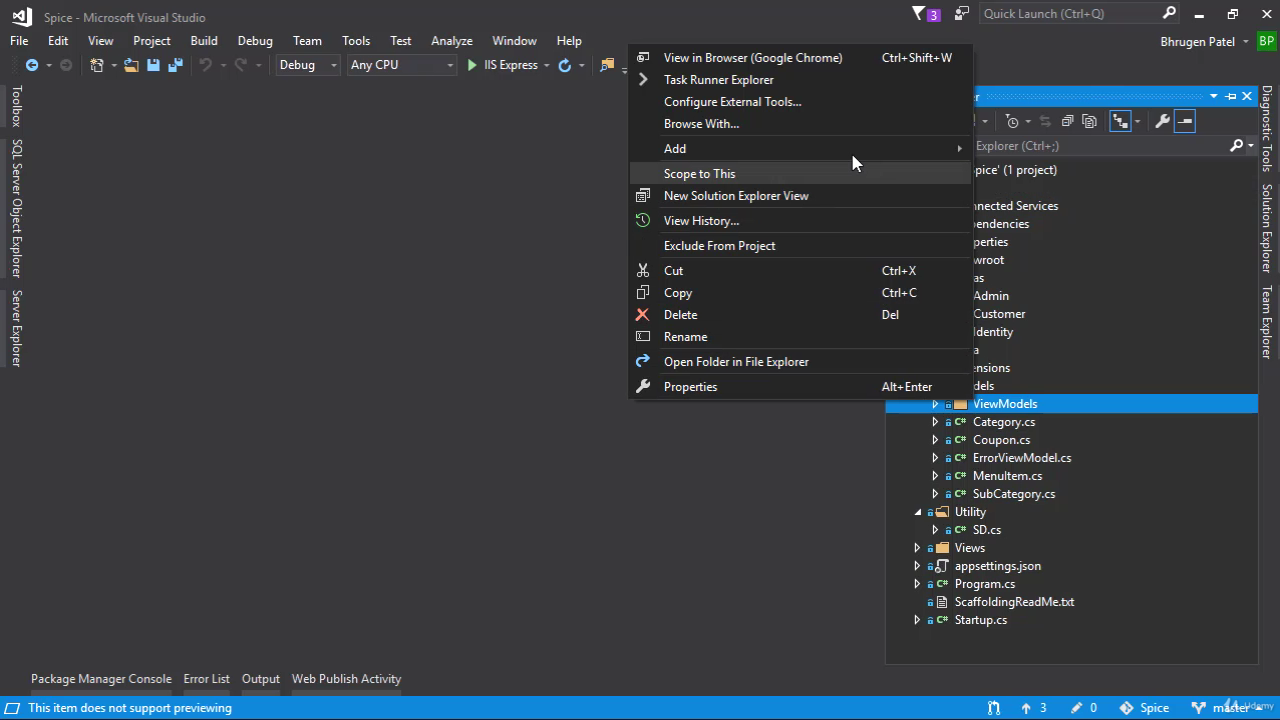 Spice - Microsoft Visual Studio
3
Quick Launch (Ctrl+Q)
File Edit View Project Build Debug Team Tools Test Analyze Window Help
Bhrugen Patel BP
Debug Any CPU IIS Express
Toolbox
SQL Server Object Explorer
Server Explorer
View in Browser (Google Chrome) Ctrl+Shift+W
Task Runner Explorer
Configure External Tools...
Browse With...
Add
Scope to This
New Solution Explorer View
View History...
Exclude From Project
Cut Ctrl+X
Copy Ctrl+C
Delete Del
Rename
Open Folder in File Explorer
Properties Alt+Enter
er
Explorer (Ctrl+;)
pice' (1 project)
nnected Services
pendencies
perties
wroot
as
Admin
Customer
Identity
a
ensions
dels
ViewModels
C# Category.cs
C# Coupon.cs
C# ErrorViewModel.cs
C# MenuItem.cs
C# SubCategory.cs
Utility
C# SD.cs
Views
appsettings.json
C# Program.cs
ScaffoldingReadMe.txt
C# Startup.cs
Diagnostic Tools
Solution Explorer
Team Explorer
Package Manager Console Error List Output Web Publish Activity
This item does not support previewing
3 0 Spice master
Udemy